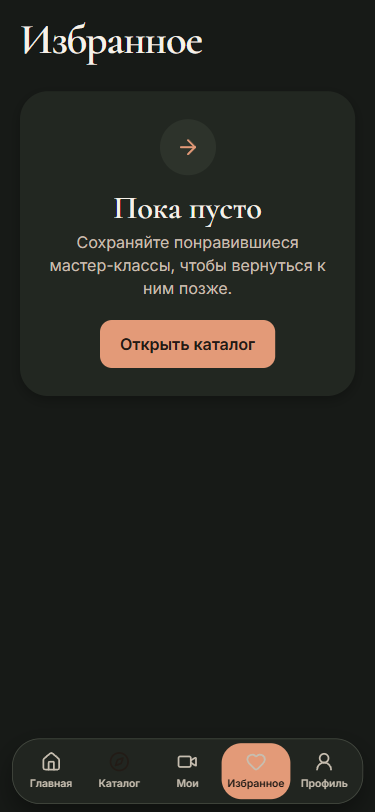 Избранное
Пока пусто
Сохраняйте понравившиеся
мастер-классы, чтобы вернуться к
ним позже.
Открыть каталог
Главная
Каталог
Мои
Избранное
Профиль